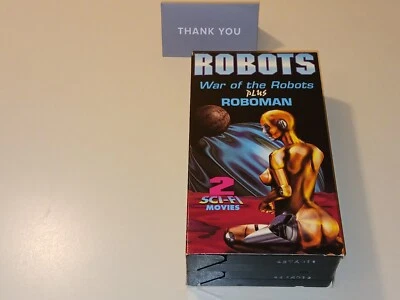 THANK YOU
ROBOTS
War of the Robots
plus
ROBOMAN
2
SCI-FI
MOVIES